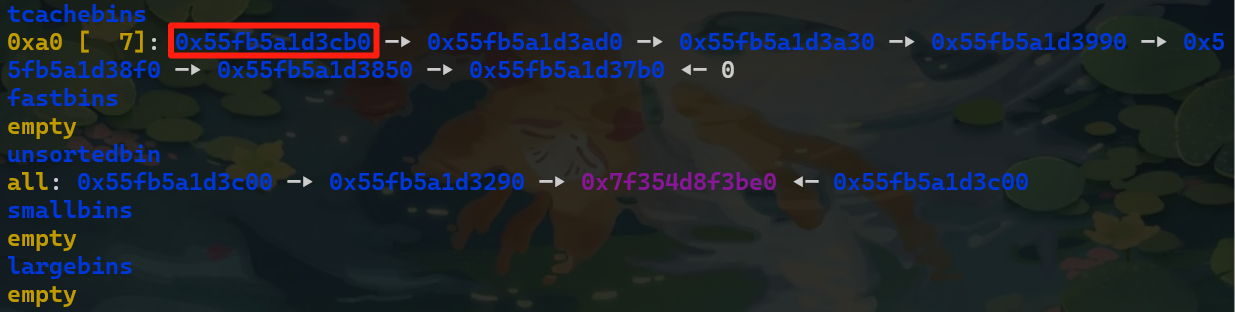 tcachebins
0xa0 [  7]: 0x55fb5a1d3cb0 —▸ 0x55fb5a1d3ad0 —▸ 0x55fb5a1d3a30 —▸ 0x55fb5a1d3990 —▸ 0x5
5fb5a1d38f0 —▸ 0x55fb5a1d3850 —▸ 0x55fb5a1d37b0 ◂— 0
fastbins
empty
unsortedbin
all: 0x55fb5a1d3c00 —▸ 0x55fb5a1d3290 —▸ 0x7f354d8f3be0 ◂— 0x55fb5a1d3c00
smallbins
empty
largebins
empty